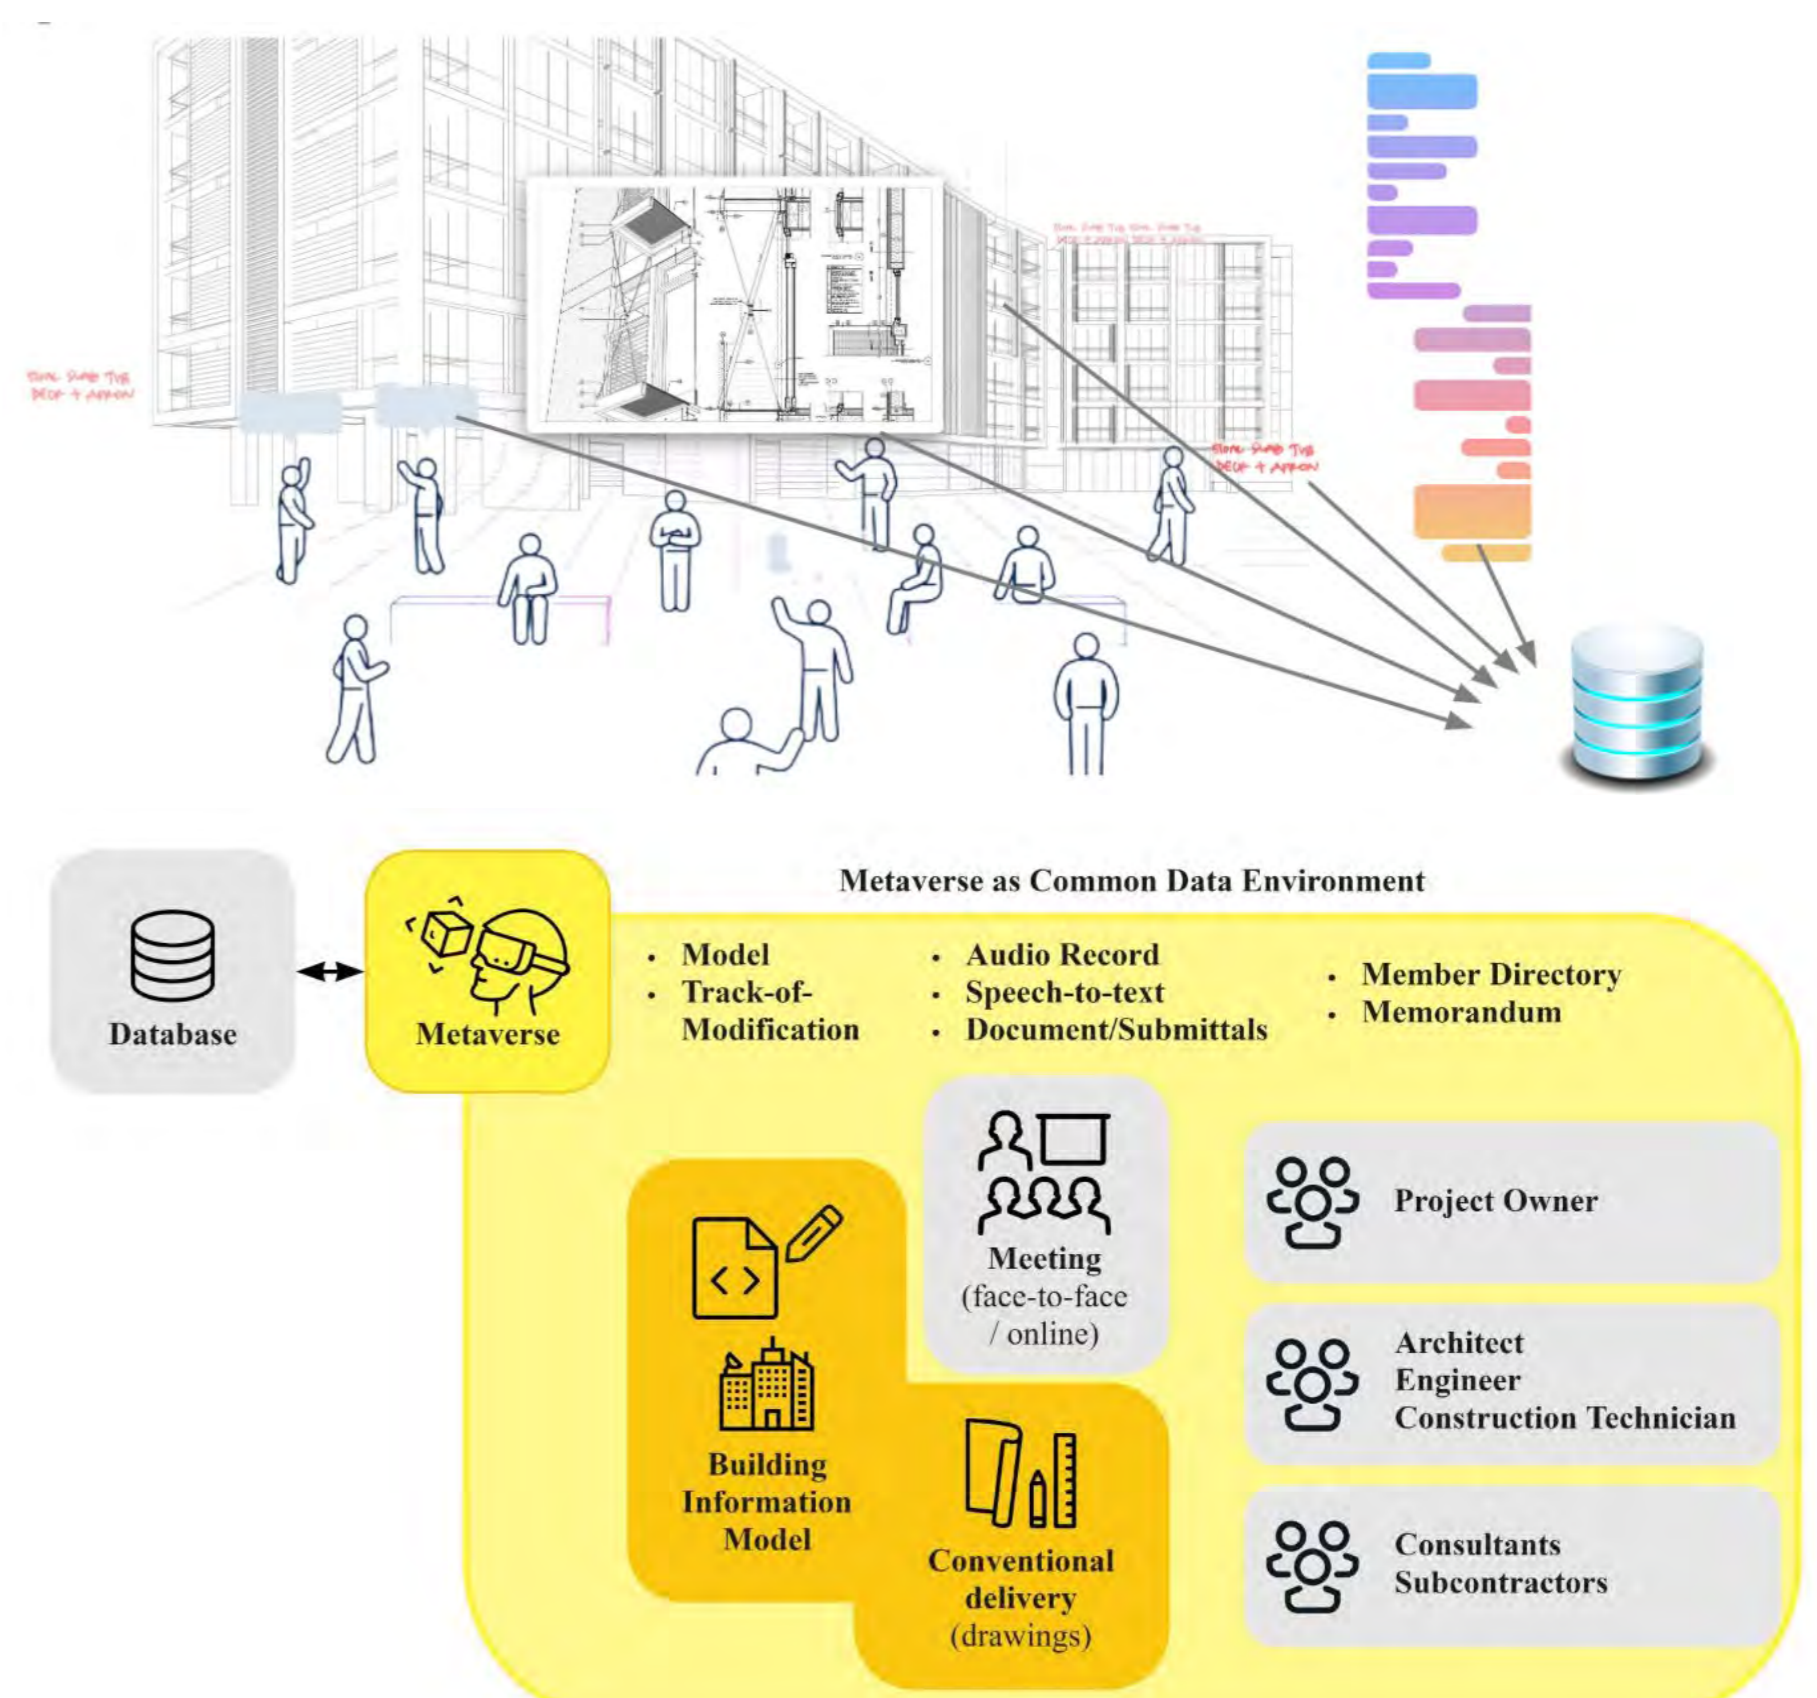 Database
Metaverse
Metaverse as Common Data Environment
• Model
• Track-of-
Modification
• Audio Record
• Speech-to-text
• Document/Submittals
• Member Directory
• Memorandum
Meeting
(face-to-face
/ online)
Building
Information
Model
Conventional
delivery
(drawings)
Project Owner
Architect
Engineer
Construction Technician
Consultants
Subcontractors